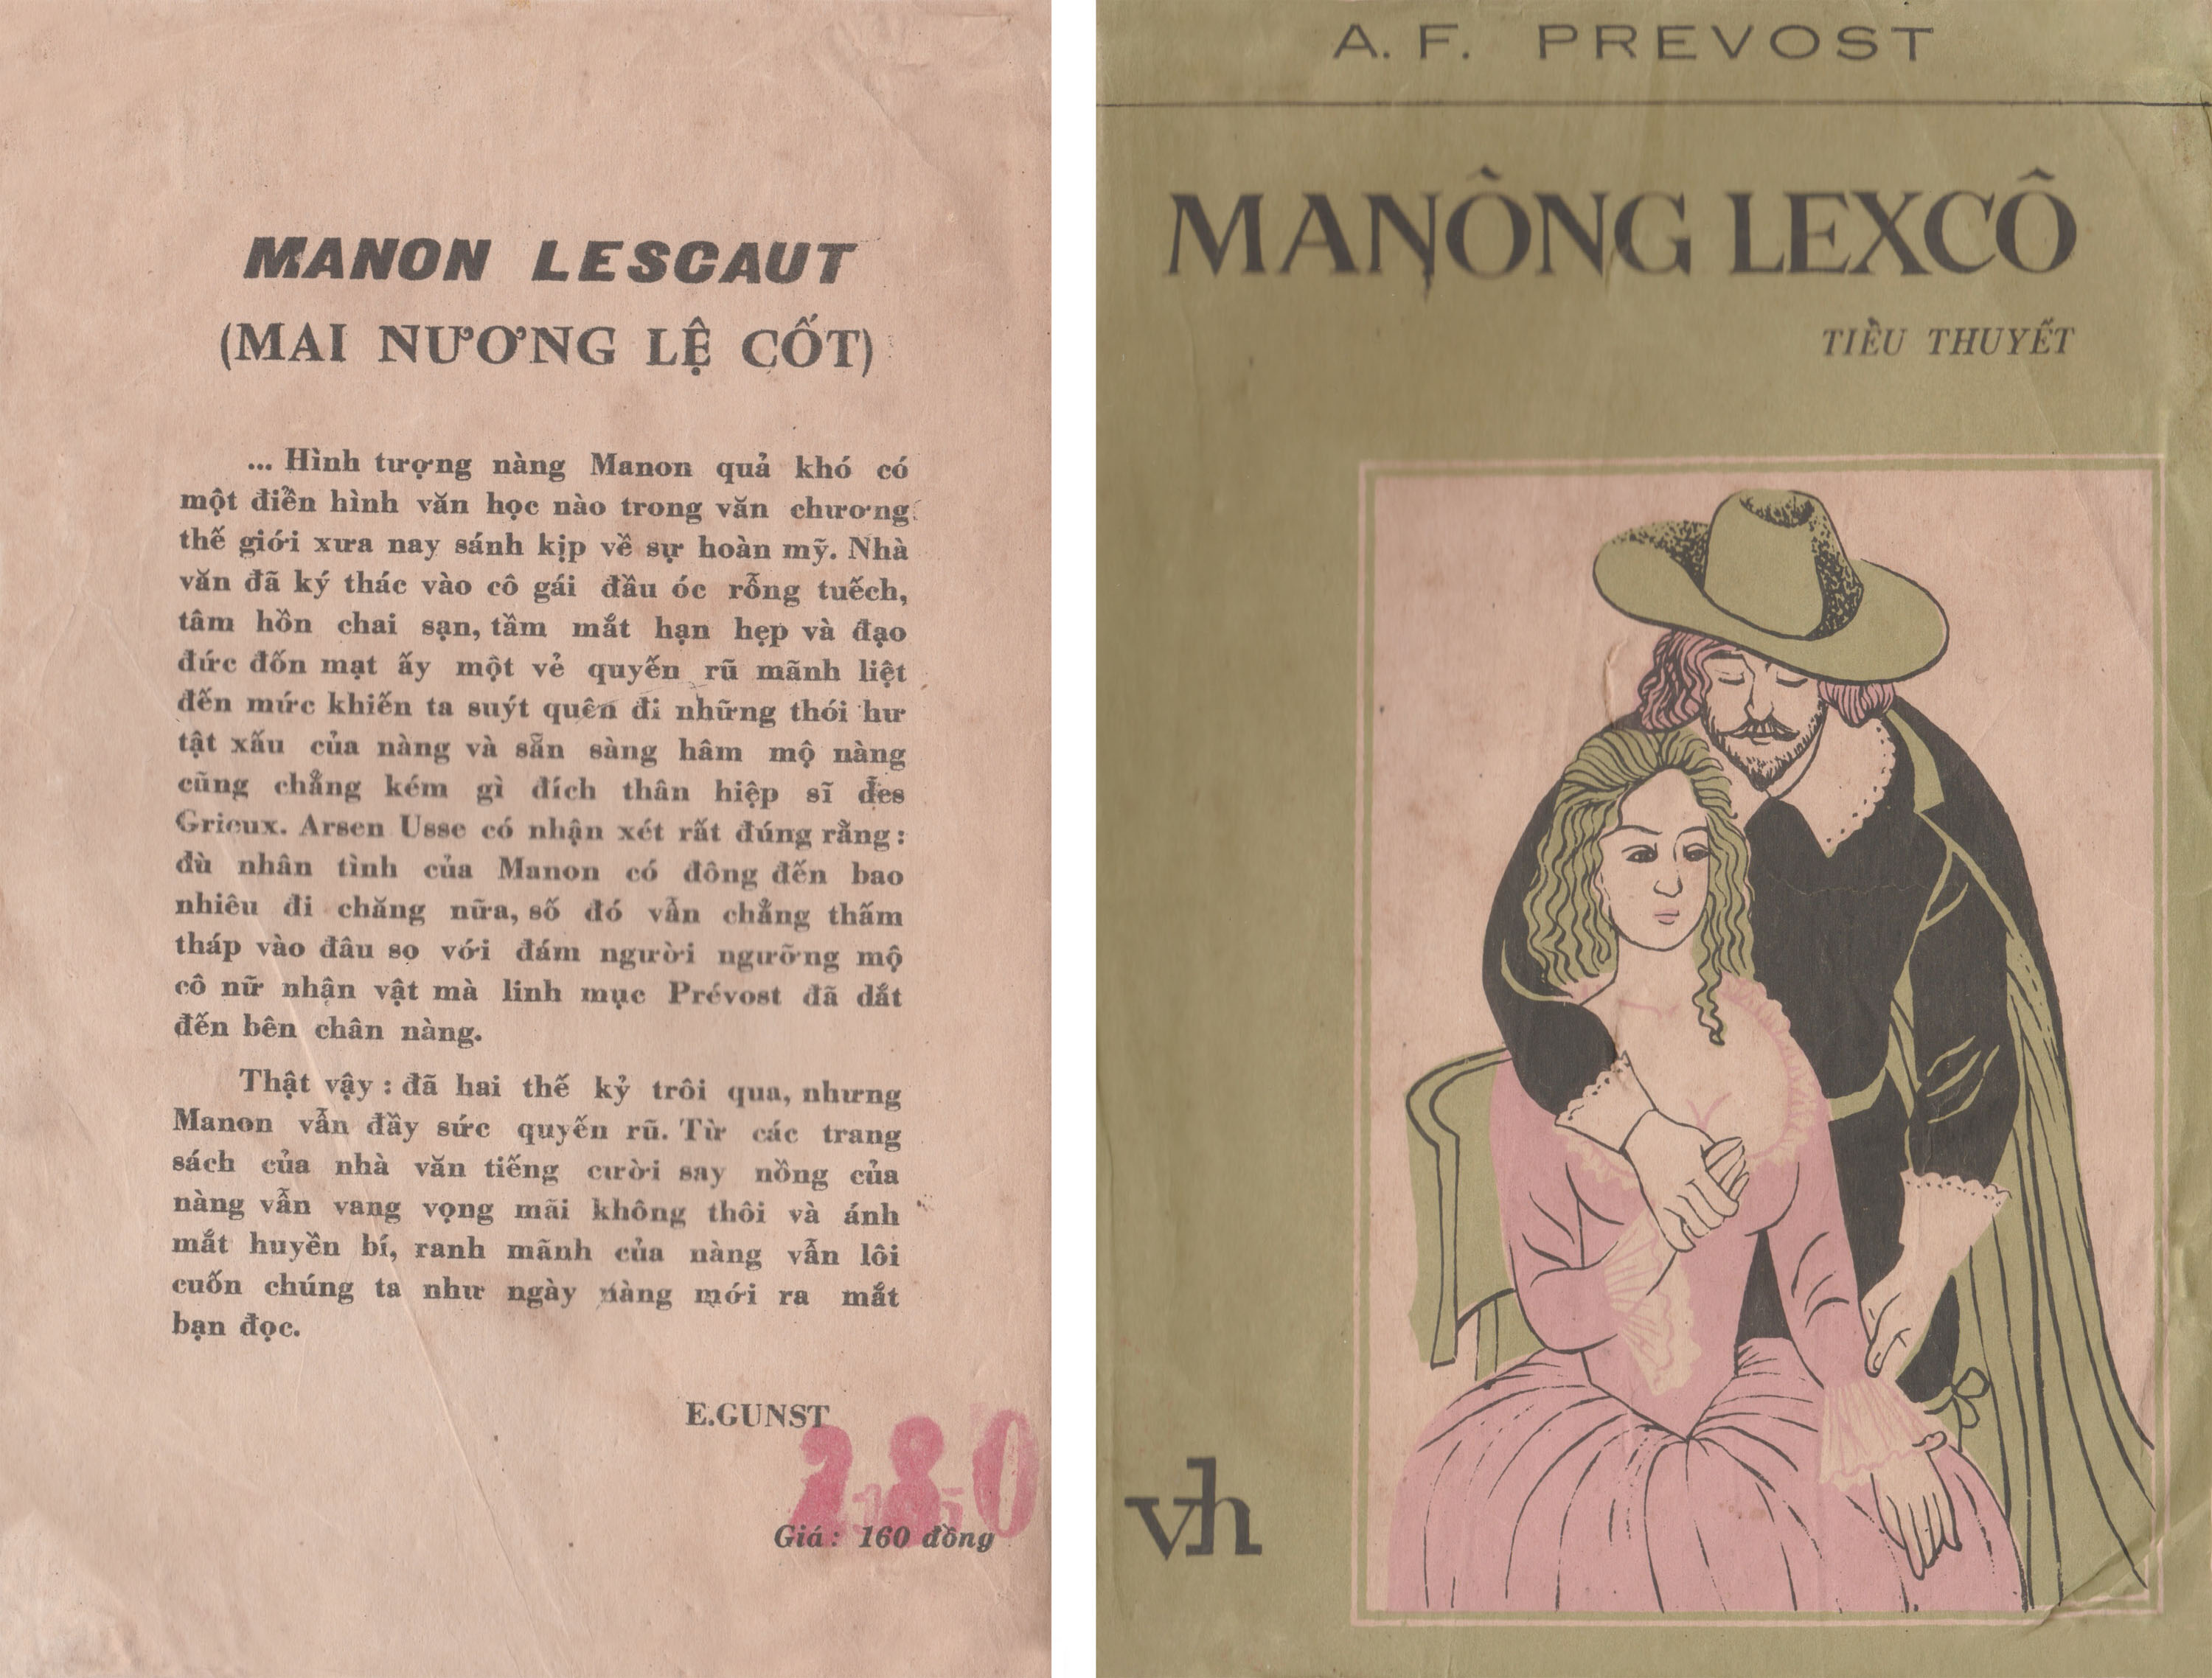 MANON LESCAUT
(MAI NƯƠNG LỆ CỐT)
... Hình tượng nàng Manon quả khó có
một điển hình văn học nào trong văn chương
thế giới xưa nay sánh kịp về sự hoàn mỹ. Nhà
văn đã ký thác vào cô gái đầu óc rỗng tuếch,
tâm hồn chai sạn, tầm mắt hạn hẹp và đạo
đức đốn mạt ấy một vẻ quyến rũ mãnh liệt
đến mức khiến ta suýt quên đi những thói hư
tật xấu của nàng và sẵn sàng hâm mộ nàng
cũng chẳng kém gì đích thân hiệp sĩ des
Grieux. Arsen Usse có nhận xét rất đúng rằng :
dù nhân tình của Manon có đông đến bao
nhiêu đi chăng nữa, số đó vẫn chẳng thấm
tháp vào đâu sọ với đám người ngưỡng mộ
cô nữ nhân vật mà linh mục Prévost đã dắt
đến bên chân nàng.
Thật vậy : đã hai thế kỷ trôi qua, nhưng
Manon vẫn đầy sức quyến rũ. Từ các trang
sách của nhà văn tiếng cười say nồng của
nàng vẫn vang vọng mãi không thôi và ánh
mắt huyền bí, ranh mãnh của nàng vẫn lôi
cuốn chúng ta như ngày nàng mới ra mắt
bạn đọc.
E.GUNST
280
Giá : 160 đồng
A. F. PREVOST
MANÔNG LEXCÔ
TIỂU THUYẾT
vh